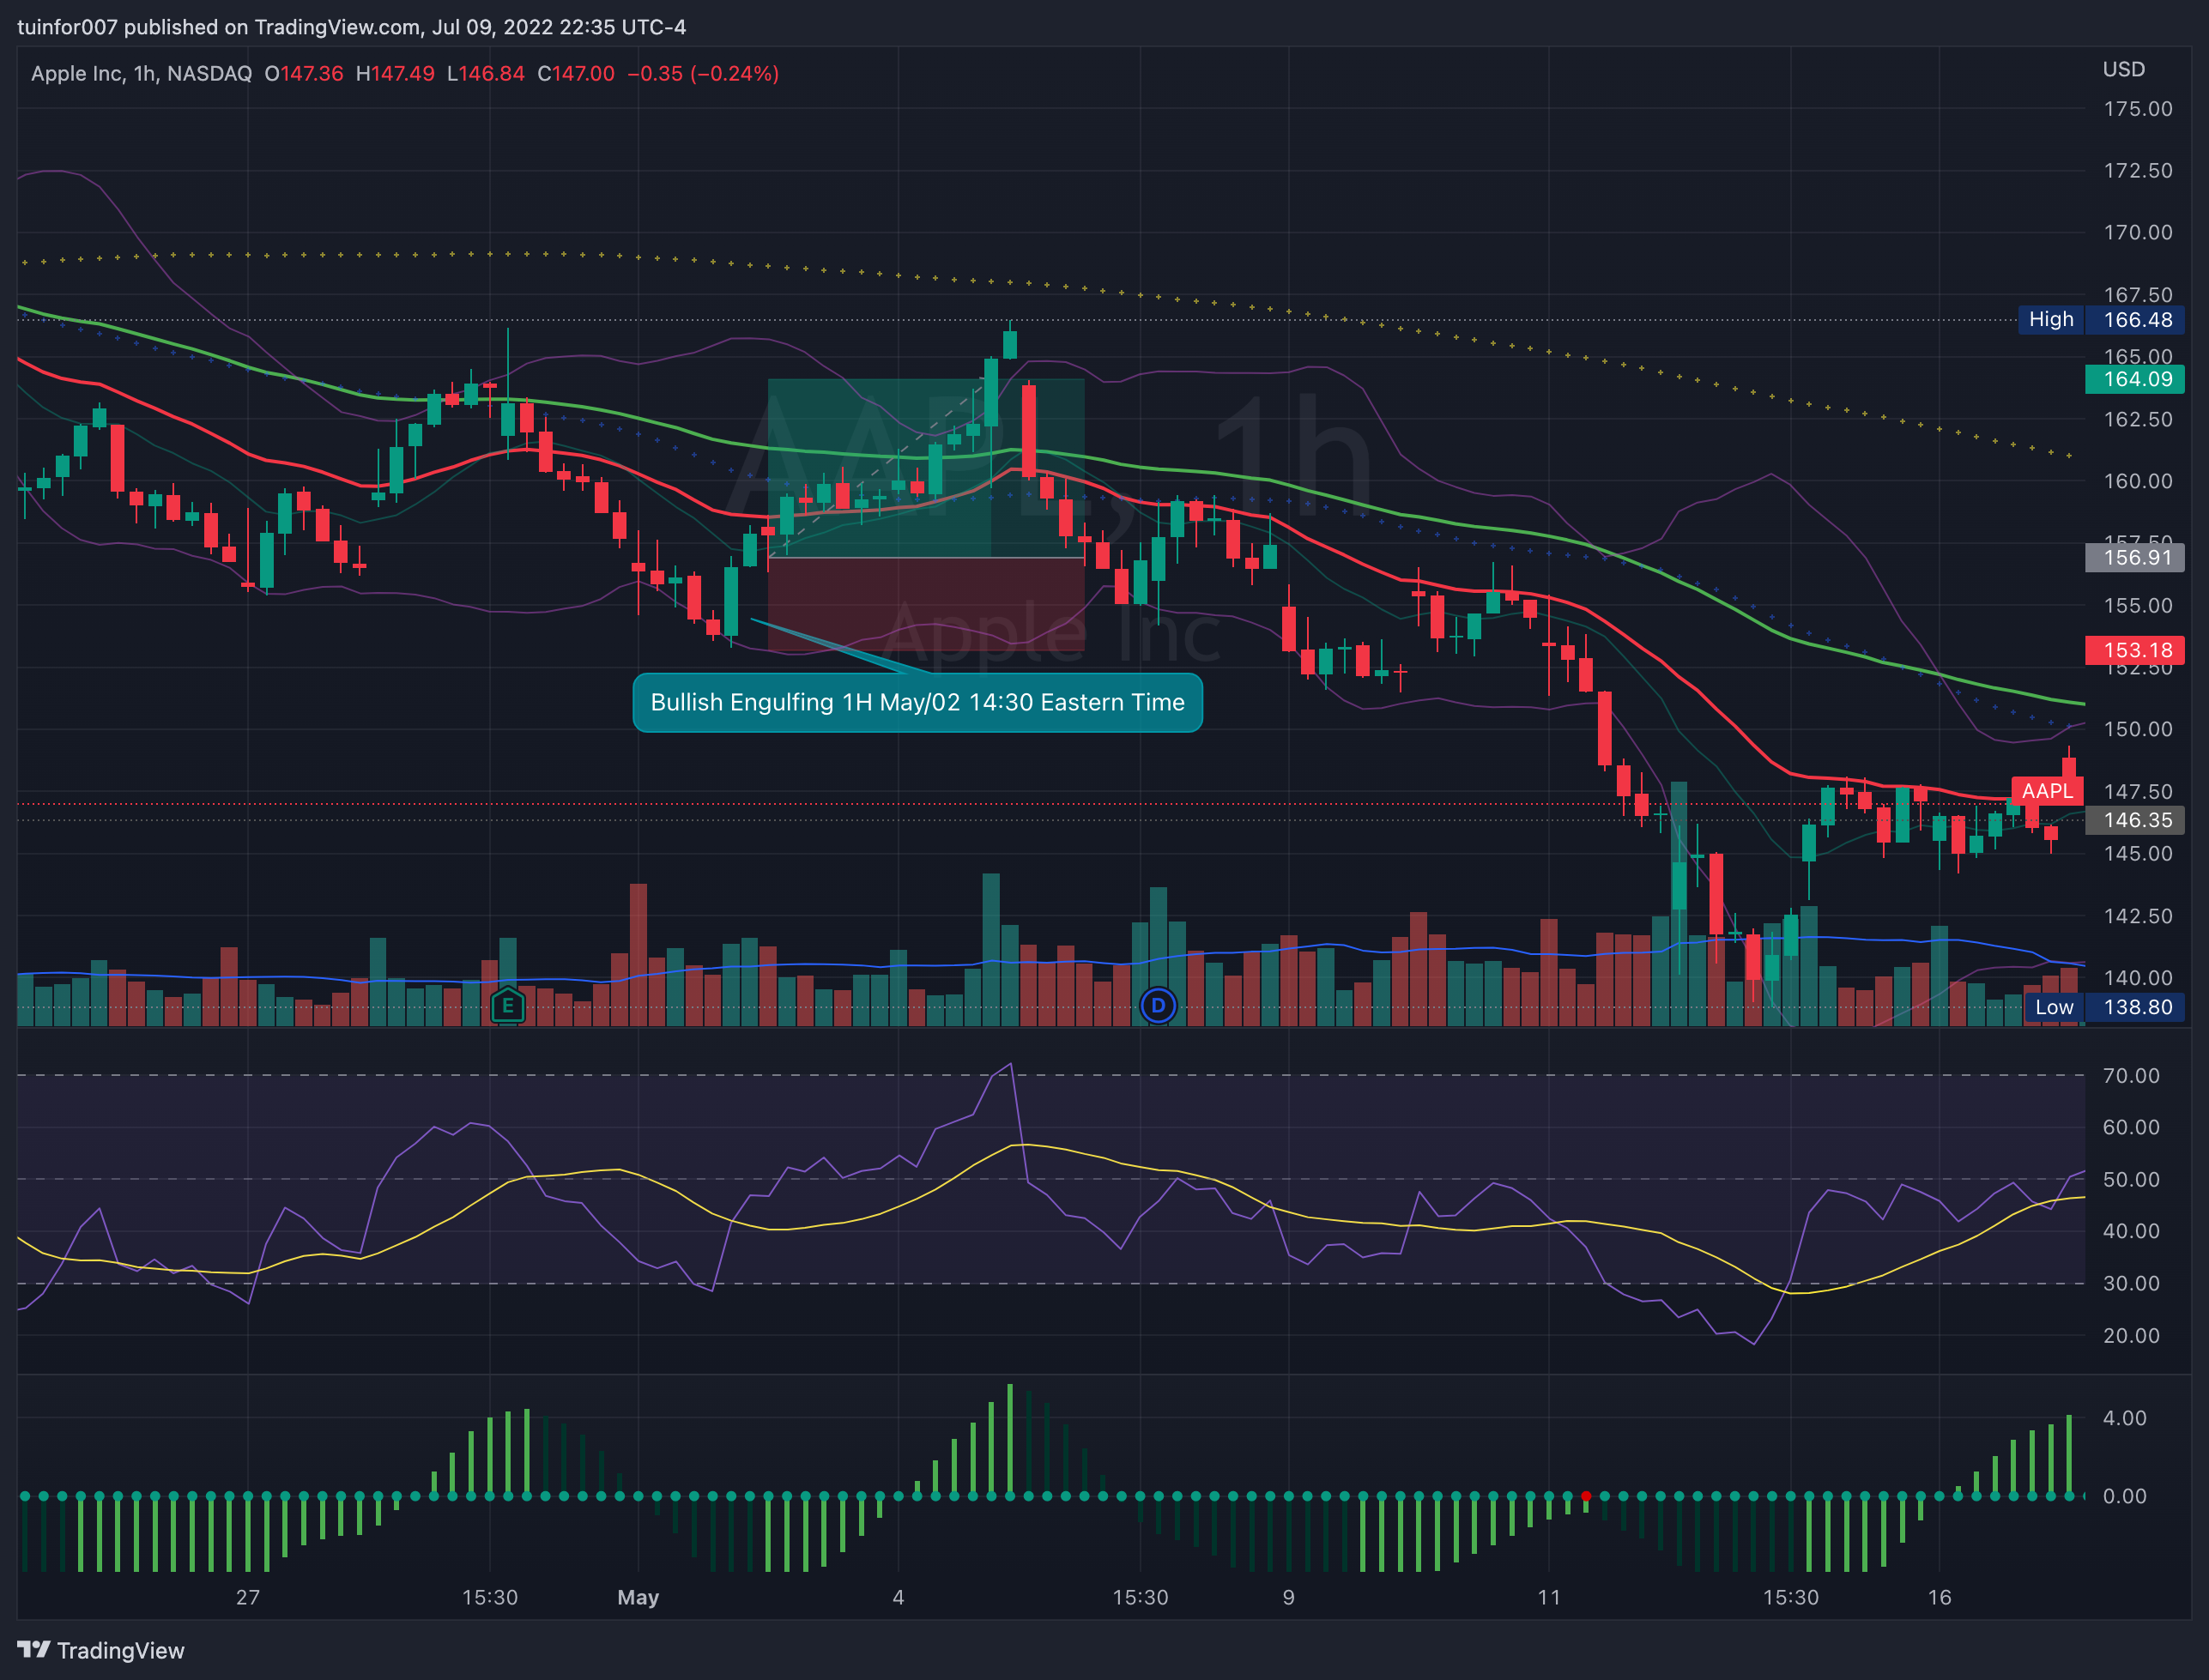 tuinfor007 published on TradingView.com, Jul 09, 2022 22:35 UTC-4
Apple Inc, 1h, NASDAQ O147.36 H147.49 L146.84 C147.00 −0.35 (−0.24%)
USD
175.00
172.50
170.00
167.50
High 166.48
165.00
164.09
162.50
AAPL, 1h
160.00
157.50
156.91
155.00
Apple Inc
153.18
152.50
Bullish Engulfing 1H May/02 14:30 Eastern Time
150.00
AAPL 147.50
146.35
145.00
142.50
140.00
E
D
Low 138.80
70.00
60.00
50.00
40.00
30.00
20.00
4.00
0.00
27 15:30 May 4 15:30 9 11 15:30 16
TradingView